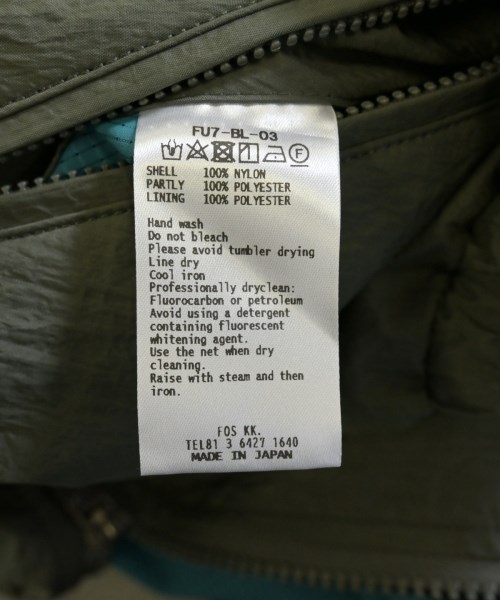 FU7-BL-03
F
SHELL 100% NYLON
PARTLY 100% POLYESTER
LINING 100% POLYESTER
Hand wash
Do not bleach
Please avoid tumbler drying
Line dry
Cool iron
Professionally dryclean:
Fluorocarbon or petroleum
Avoid using a detergent
containing fluorescent
whitening agent.
Use the net when dry
cleaning.
Raise with steam and then
iron.
FOS KK.
TEL81 3 6427 1640
MADE IN JAPAN